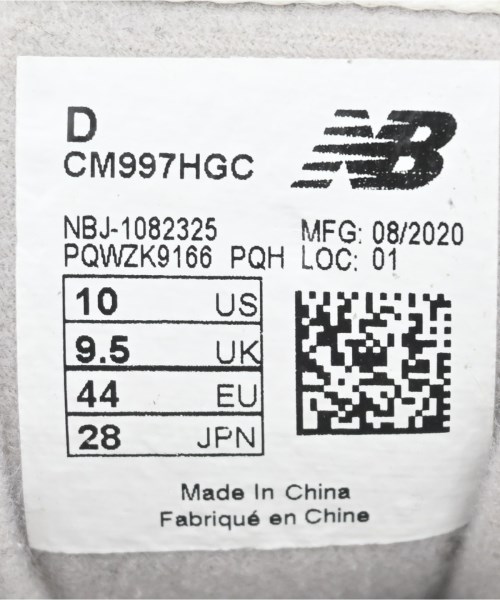 D
CM997HGC
NB
NBJ-1082325 MFG: 08/2020
PQWZK9166 PQH LOC: 01
10 US
9.5 UK
44 EU
28 JPN
Made In China
Fabriqué en Chine